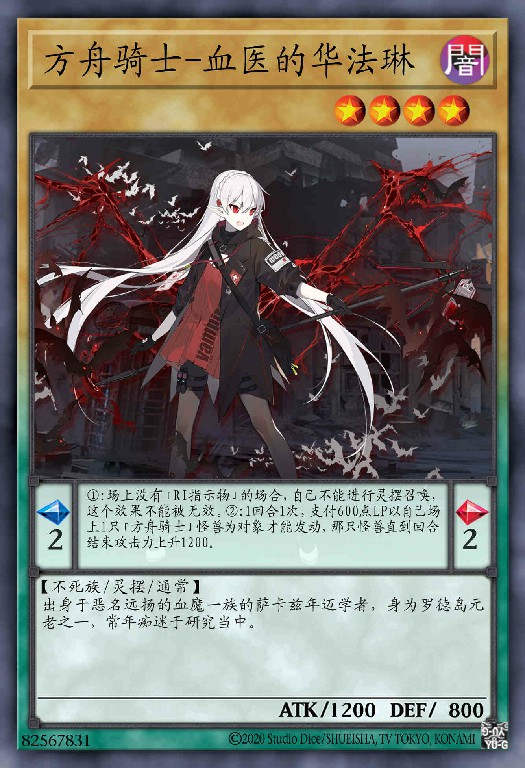 方舟骑士-血医的华法琳
闇
①:场上没有「RI指示物」的场合,自己不能进行灵摆召唤,
这个效果不能被无效。②:1回合1次,支付600点LP以自己场
上1只「方舟骑士」怪兽为对象才能发动,那只怪兽直到回合
结束攻击力上升1200。
2
2
【不死族/灵摆/通常】
出身于恶名远扬的血魔一族的萨卡兹年迈学者,身为罗德岛元
老之一,常年痴迷于研究当中。
ATK/1200 DEF/ 800
82567831
©2020 Studio Dice/SHUEISHA, TV TOKYO, KONAMI